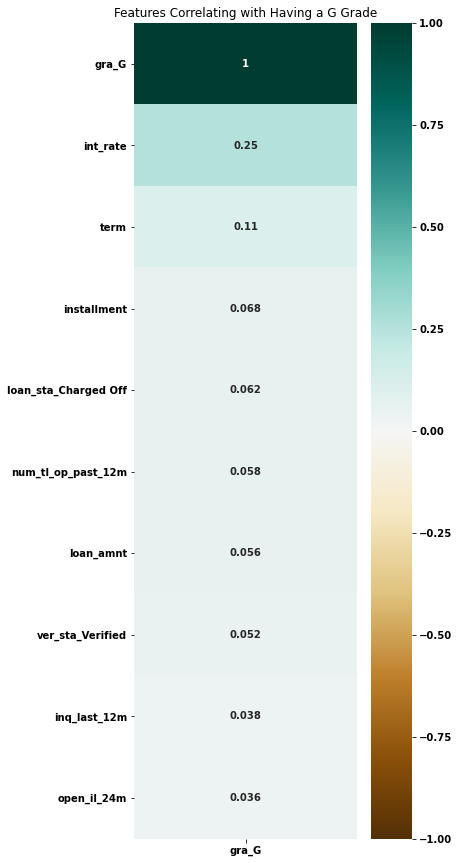 Features Correlating with Having a G Grade
gra_G 1
int_rate 0.25
term 0.11
installment 0.068
loan_sta_Charged Off 0.062
num_tl_op_past_12m 0.058
loan_amnt 0.056
ver_sta_Verified 0.052
inq_last_12m 0.038
open_il_24m 0.036
gra_G
1.00
0.75
0.50
0.25
0.00
−0.25
−0.50
−0.75
−1.00